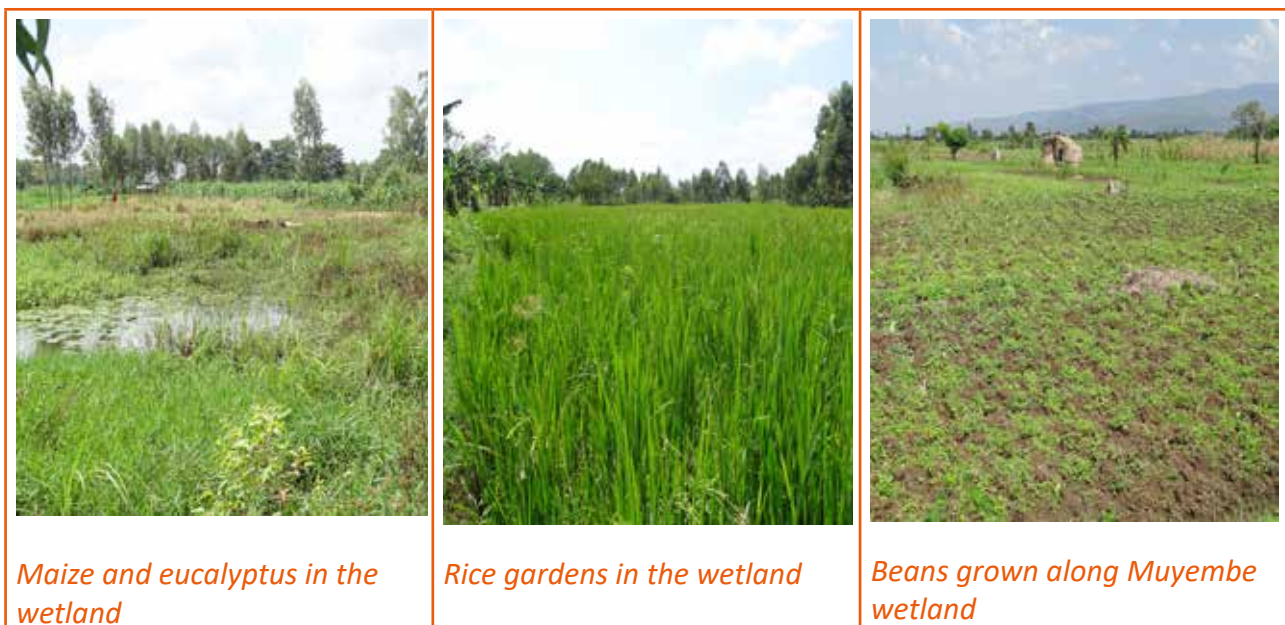 Maize and eucalyptus in the
wetland
Rice gardens in the wetland
Beans grown along Muyembe
wetland